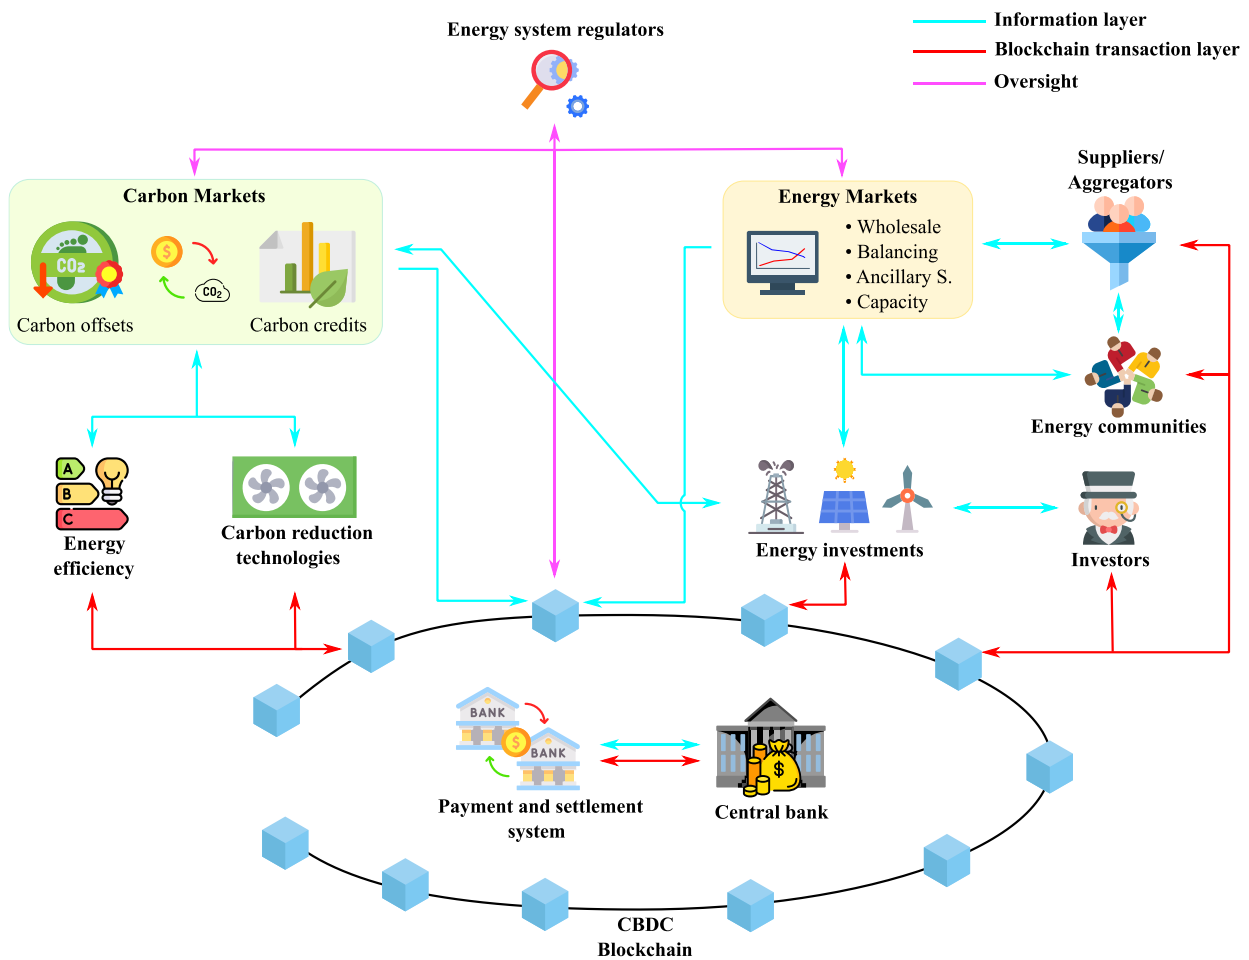 Energy system regulators
Information layer
Blockchain transaction layer
Oversight
Carbon Markets
CO2
$
CO2
Carbon offsets
Carbon credits
Energy Markets
• Wholesale
• Balancing
• Ancillary S.
• Capacity
Suppliers/
Aggregators
Energy communities
A
B
C
Energy
efficiency
Carbon reduction
technologies
Energy investments
Investors
BANK
$
BANK
Payment and settlement
system
$
Central bank
CBDC
Blockchain